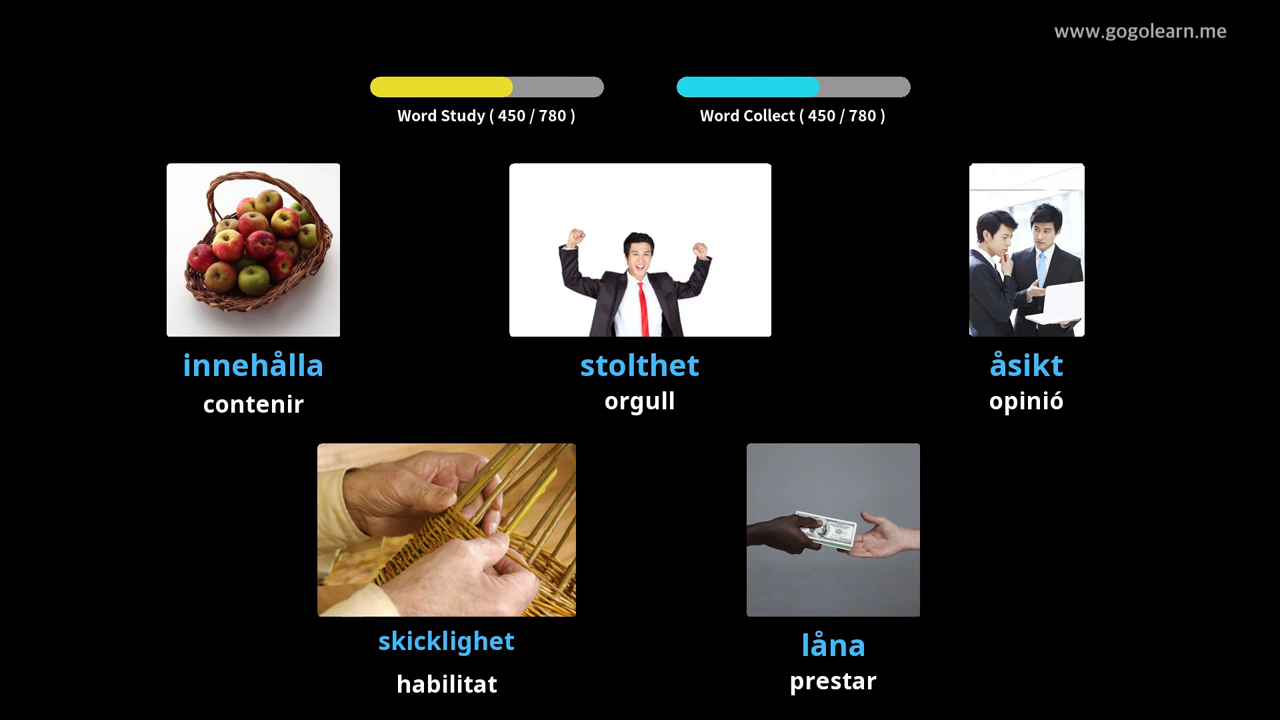 www.gogolearn.me
Word Study ( 450 / 780 )
Word Collect ( 450 / 780 )
innehålla
contenir
stolthet
orgull
åsikt
opinió
skicklighet
habilitat
låna
prestar